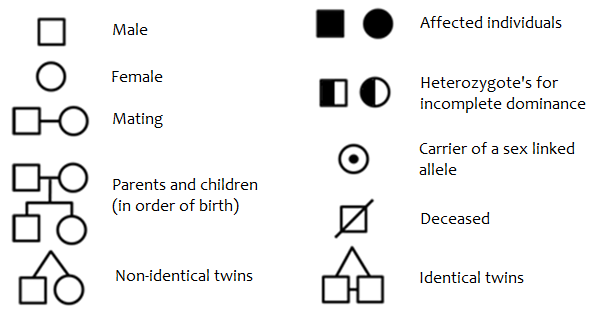 Male
Female
Mating
Parents and children
(in order of birth)
Non-identical twins
Affected individuals
Heterozygote's for
incomplete dominance
Carrier of a sex linked
allele
Deceased
Identical twins